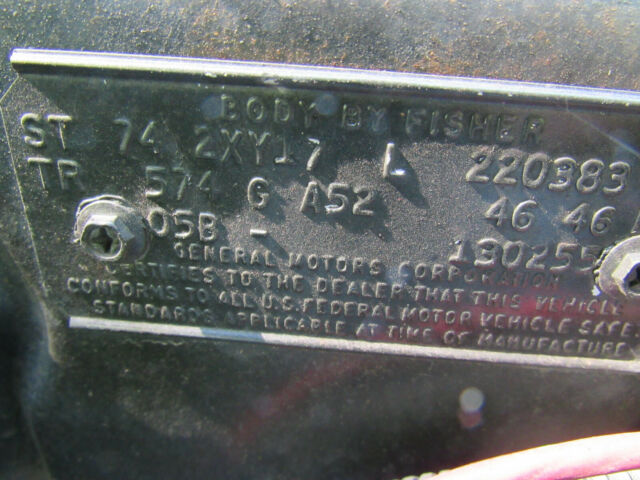 BODY BY FISHER
ST 74 2XY17 L 220383
TR 574 G A52 46 46
05B - 130255
GENERAL MOTORS CORPORATION
CERTIFIES TO THE DEALER THAT THIS VEHICLE
CONFORMS TO ALL U.S. FEDERAL MOTOR VEHICLE SAFE
STANDARDS APPLICABLE AT TIME OF MANUFACTURE